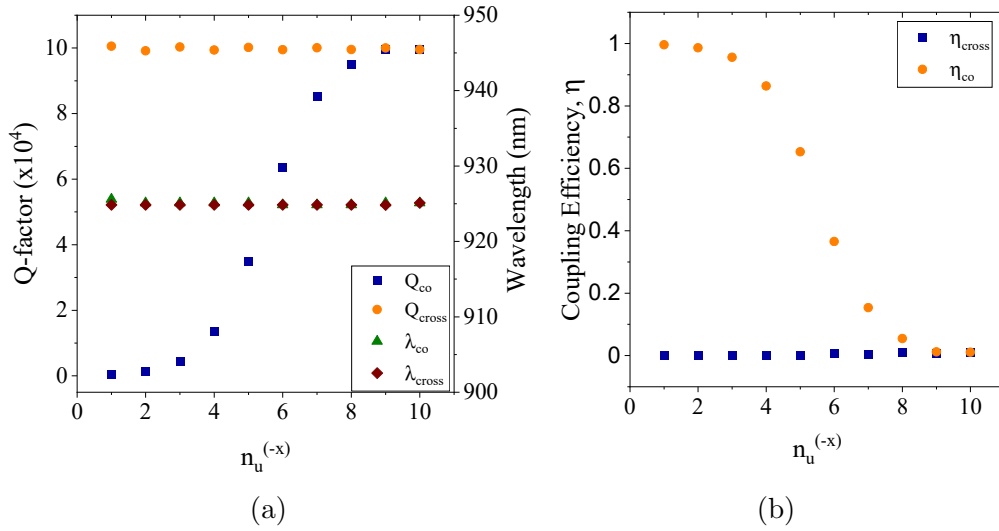 Q-factor (x10⁴)
10
8
6
4
2
0
0
2
4
6
8
10
n_u^(-x)
Wavelength (nm)
950
940
930
920
910
900
Q_co
Q_cross
λ_co
λ_cross
(a)
Coupling Efficiency, η
1
0.8
0.6
0.4
0.2
0
0
2
4
6
8
10
n_u^(-x)
η_cross
η_co
(b)